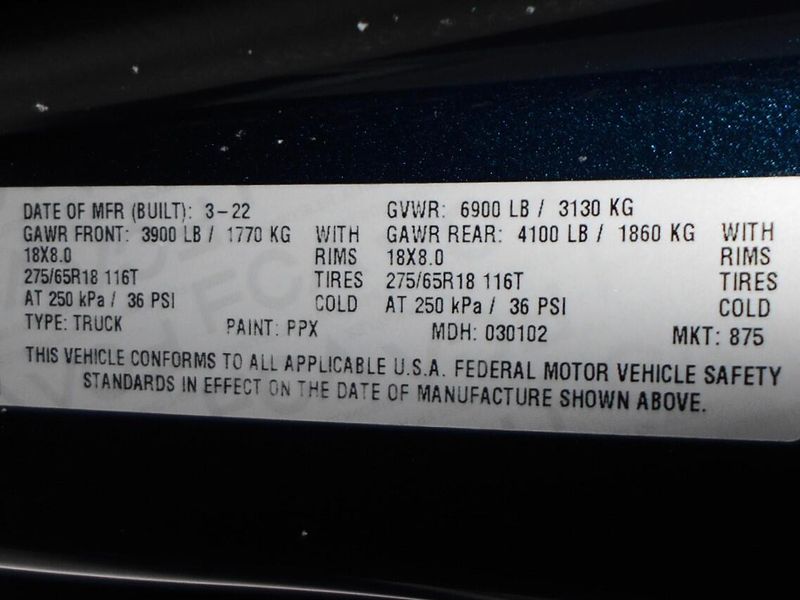 DATE OF MFR (BUILT): 3-22 GVWR: 6900 LB / 3130 KG
GAWR FRONT: 3900 LB / 1770 KG WITH GAWR REAR: 4100 LB / 1860 KG WITH
18X8.0 RIMS 18X8.0 RIMS
275/65R18 116T TIRES 275/65R18 116T TIRES
AT 250 kPa / 36 PSI COLD AT 250 kPa / 36 PSI COLD
TYPE: TRUCK PAINT: PPX MDH: 030102 MKT: 875
THIS VEHICLE CONFORMS TO ALL APPLICABLE U.S.A. FEDERAL MOTOR VEHICLE SAFETY
STANDARDS IN EFFECT ON THE DATE OF MANUFACTURE SHOWN ABOVE.